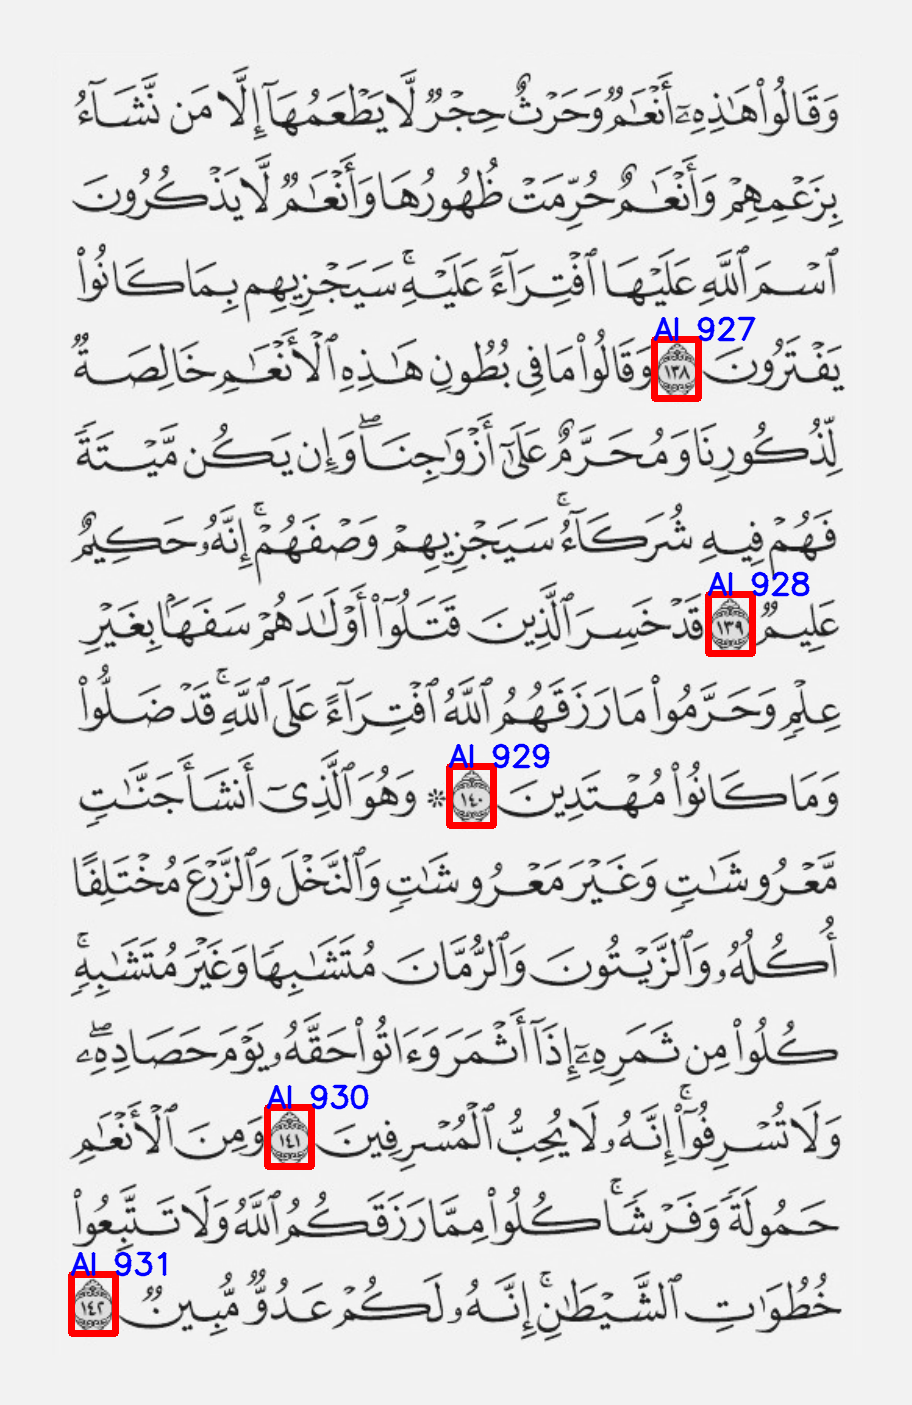 وَقَالُوا۟ هَـٰذِهِۦٓ أَنْعَـٰمٌۭ وَحَرْثٌ حِجْرٌۭ لَّا يَطْعَمُهَآ إِلَّا مَن نَّشَآءُ
بِزَعْمِهِمْ وَأَنْعَـٰمٌ حُرِّمَتْ ظُهُورُهَا وَأَنْعَـٰمٌۭ لَّا يَذْكُرُونَ
ٱسْمَ ٱللَّهِ عَلَيْهَا ٱفْتِرَآءً عَلَيْهِ ۚ سَيَجْزِيهِم بِمَا كَانُوا۟
AI 927
يَفْتَرُونَ ١٣٨ وَقَالُوا۟ مَا فِى بُطُونِ هَـٰذِهِ ٱلْأَنْعَـٰمِ خَالِصَةٌۭ
لِّذُكُورِنَا وَمُحَرَّمٌ عَلَىٰٓ أَزْوَٰجِنَا ۖ وَإِن يَكُن مَّيْتَةًۭ
فَهُمْ فِيهِ شُرَكَآءُ ۚ سَيَجْزِيهِمْ وَصْفَهُمْ ۚ إِنَّهُۥ حَكِيمٌ
AI 928
عَلِيمٌۭ ١٣٩ قَدْ خَسِرَ ٱلَّذِينَ قَتَلُوٓا۟ أَوْلَـٰدَهُمْ سَفَهًۢا بِغَيْرِ
عِلْمٍۢ وَحَرَّمُوا۟ مَا رَزَقَهُمُ ٱللَّهُ ٱفْتِرَآءً عَلَى ٱللَّهِ ۚ قَدْ ضَلُّوا۟
AI 929
وَمَا كَانُوا۟ مُهْتَدِينَ ١٤٠ ۞ وَهُوَ ٱلَّذِىٓ أَنشَأَ جَنَّـٰتٍۢ
مَّعْرُوشَـٰتٍۢ وَغَيْرَ مَعْرُوشَـٰتٍۢ وَٱلنَّخْلَ وَٱلزَّرْعَ مُخْتَلِفًا
أُكُلُهُۥ وَٱلزَّيْتُونَ وَٱلرُّمَّانَ مُتَشَـٰبِهًۭا وَغَيْرَ مُتَشَـٰبِهٍۢ ۚ
كُلُوا۟ مِن ثَمَرِهِۦٓ إِذَآ أَثْمَرَ وَءَاتُوا۟ حَقَّهُۥ يَوْمَ حَصَادِهِۦ ۖ
AI 930
وَلَا تُسْرِفُوٓا۟ ۚ إِنَّهُۥ لَا يُحِبُّ ٱلْمُسْرِفِينَ ١٤١ وَمِنَ ٱلْأَنْعَـٰمِ
حَمُولَةًۭ وَفَرْشًۭا ۚ كُلُوا۟ مِمَّا رَزَقَكُمُ ٱللَّهُ وَلَا تَتَّبِعُوا۟
AI 931
خُطُوَٰتِ ٱلشَّيْطَـٰنِ ۚ إِنَّهُۥ لَكُمْ عَدُوٌّۭ مُّبِينٌۭ ١٤٢